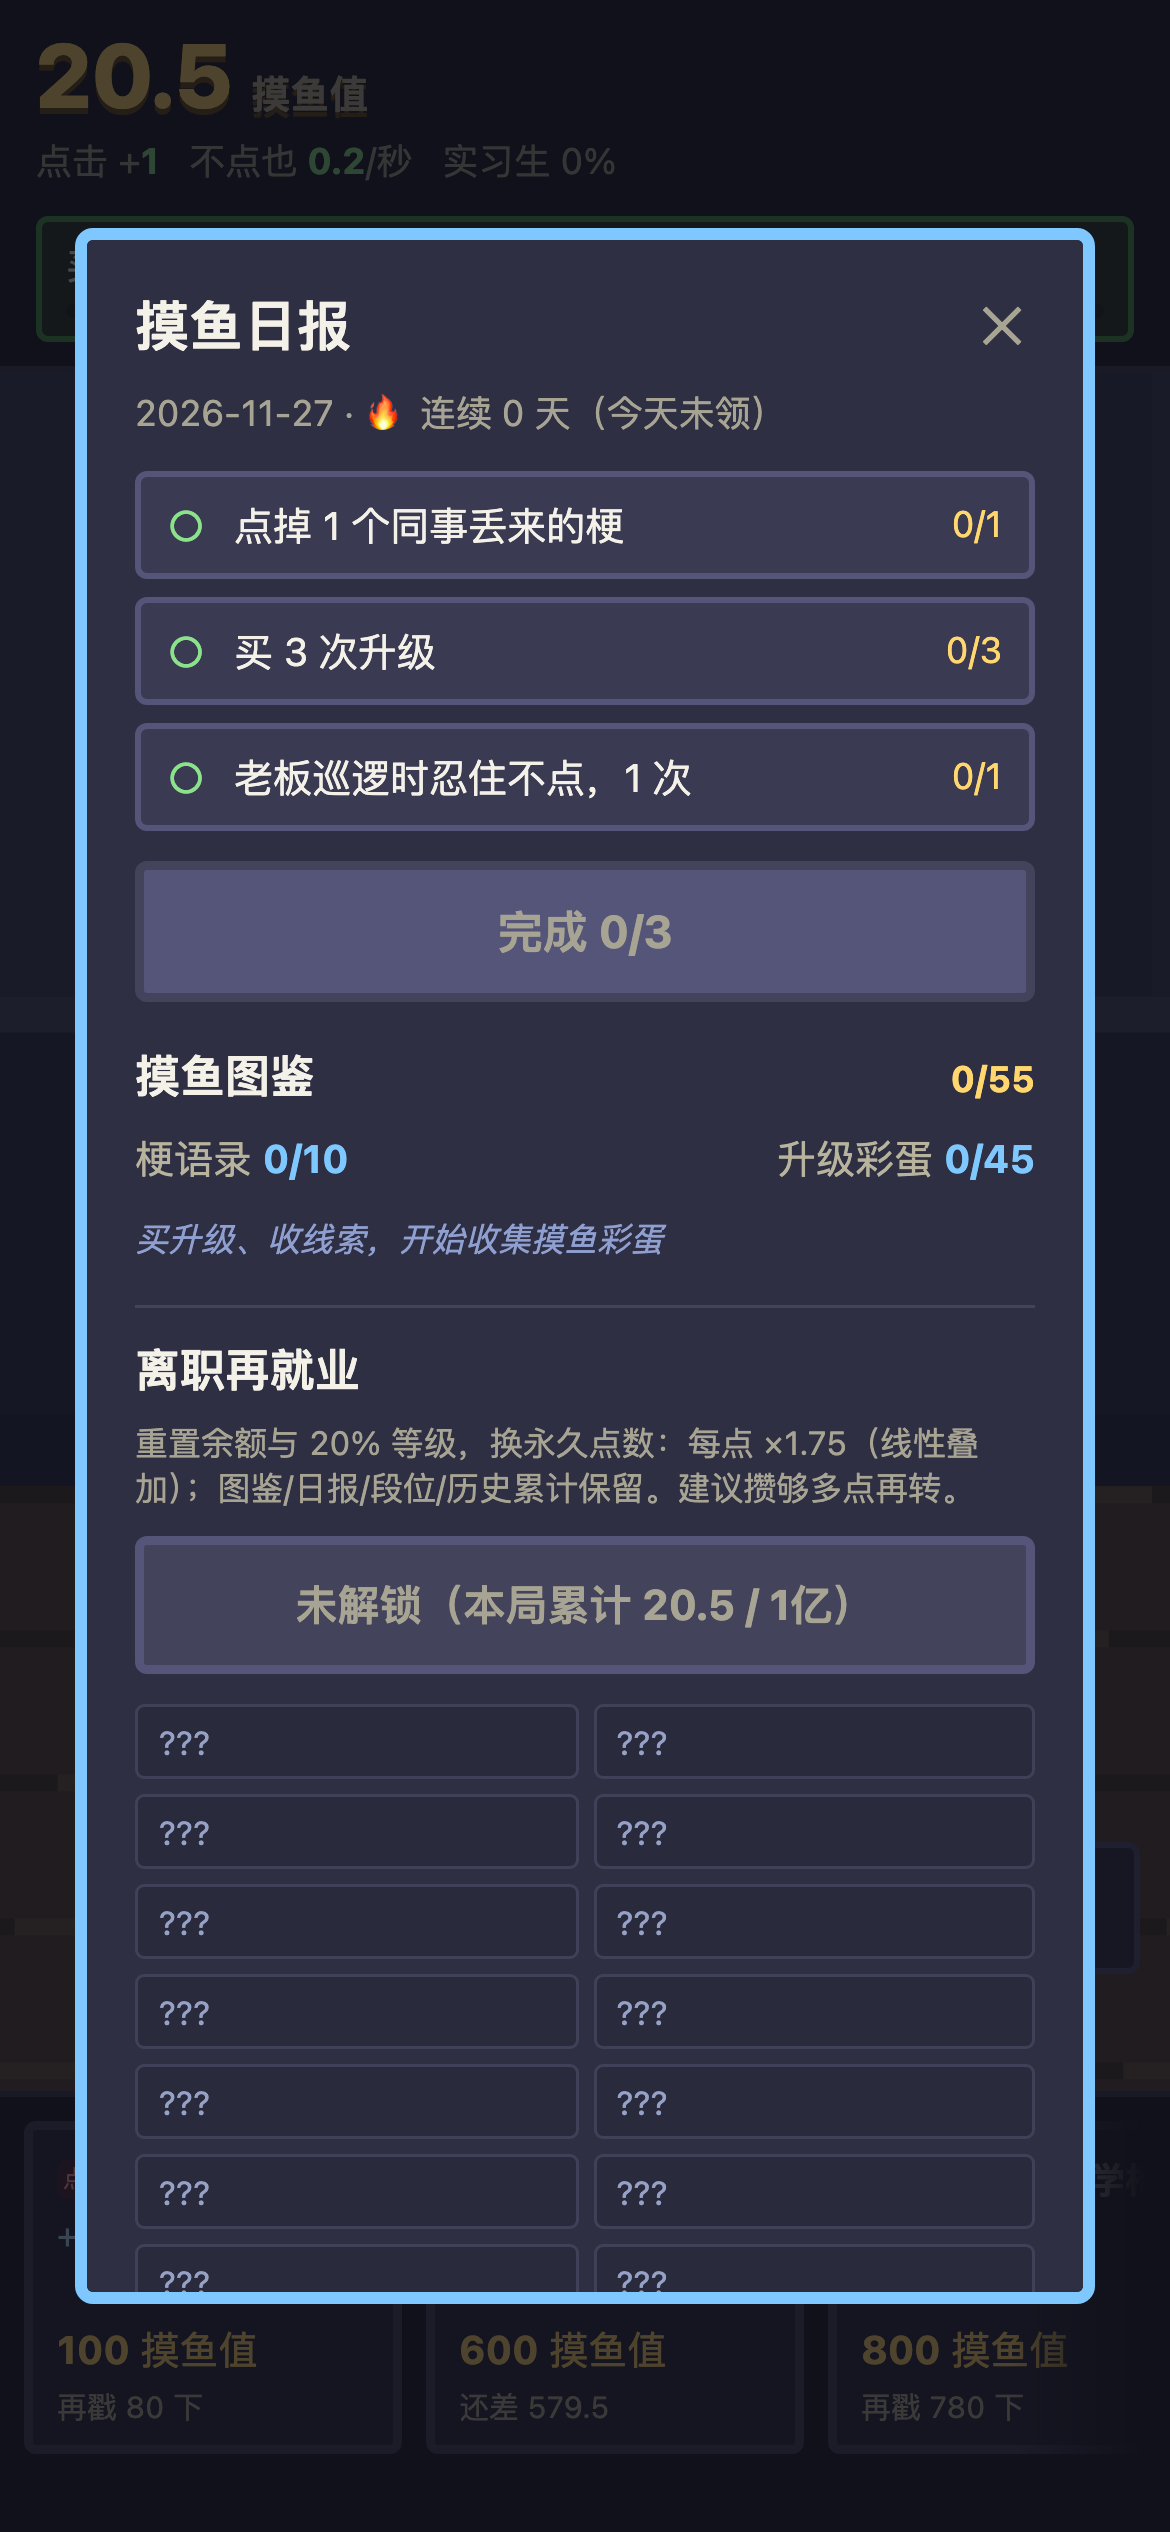 20.5 摸鱼值
点击 +1 不点也 0.2/秒 实习生 0%
摸鱼日报
2026-11-27 · 🔥 连续 0 天（今天未领）
点掉 1 个同事丢来的梗 0/1
买 3 次升级 0/3
老板巡逻时忍住不点，1 次 0/1
完成 0/3
摸鱼图鉴 0/55
梗语录 0/10 升级彩蛋 0/45
买升级、收线索，开始收集摸鱼彩蛋
离职再就业
重置余额与 20% 等级，换永久点数：每点 ×1.75（线性叠
加）；图鉴/日报/段位/历史累计保留。建议攒够多点再转。
未解锁（本局累计 20.5 / 1亿）
??? ???
??? ???
??? ???
??? ???
??? ???
??? ???
??? ???
100 摸鱼值 600 摸鱼值 800 摸鱼值
再戳 80 下 还差 579.5 再戳 780 下